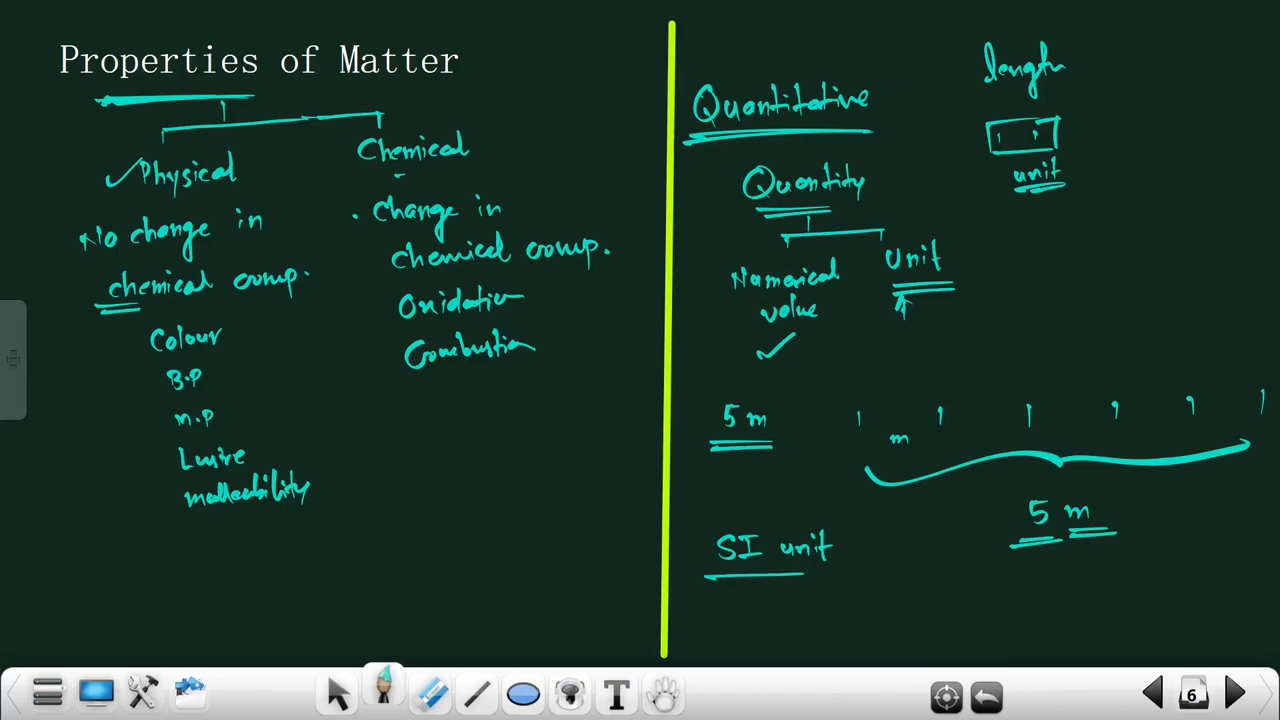 Properties of Matter
Physical
No change in
chemical comp.
Colour
B.P
m.P
Lustre
malleability
Chemical
. Change in
chemical comp.
Oxidation
Combustion
Quantitative
Quantity
Numerical
value
Unit
length
unit
5 m
m
5 m
SI unit
T
6